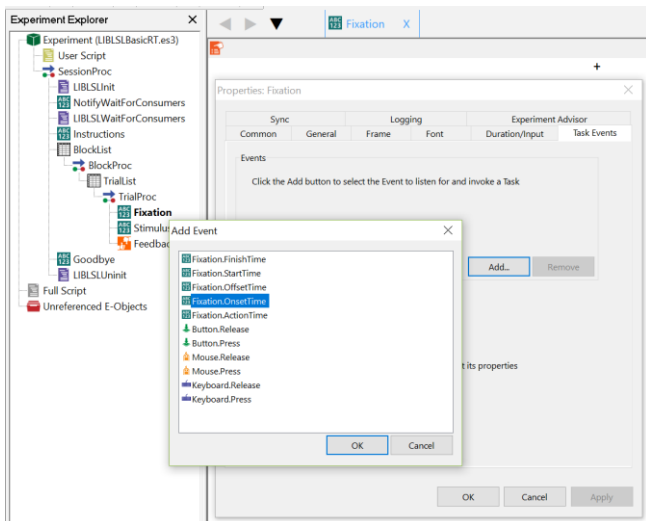 Experiment Explorer X
Experiment (LIBLSLBasicRT.es3)
User Script
SessionProc
LIBLSLInit
NotifyWaitForConsumers
LIBLSLWaitForConsumers
Instructions
BlockList
BlockProc
TrialList
TrialProc
Fixation
Stimulus
Feedba
Goodbye
LIBLSLUninit
Full Script
Unreferenced E-Objects
Fixation X
+
Properties: Fixation
Sync Logging Experiment Advisor
Common General Frame Font Duration/Input Task Events
Events
Click the Add button to select the Event to listen for and invoke a Task
Add... Remove
t its properties
OK Cancel Apply
Add Event
Fixation.FinishTime
Fixation.StartTime
Fixation.OffsetTime
Fixation.OnsetTime
Fixation.ActionTime
Button.Release
Button.Press
Mouse.Release
Mouse.Press
Keyboard.Release
Keyboard.Press
OK Cancel